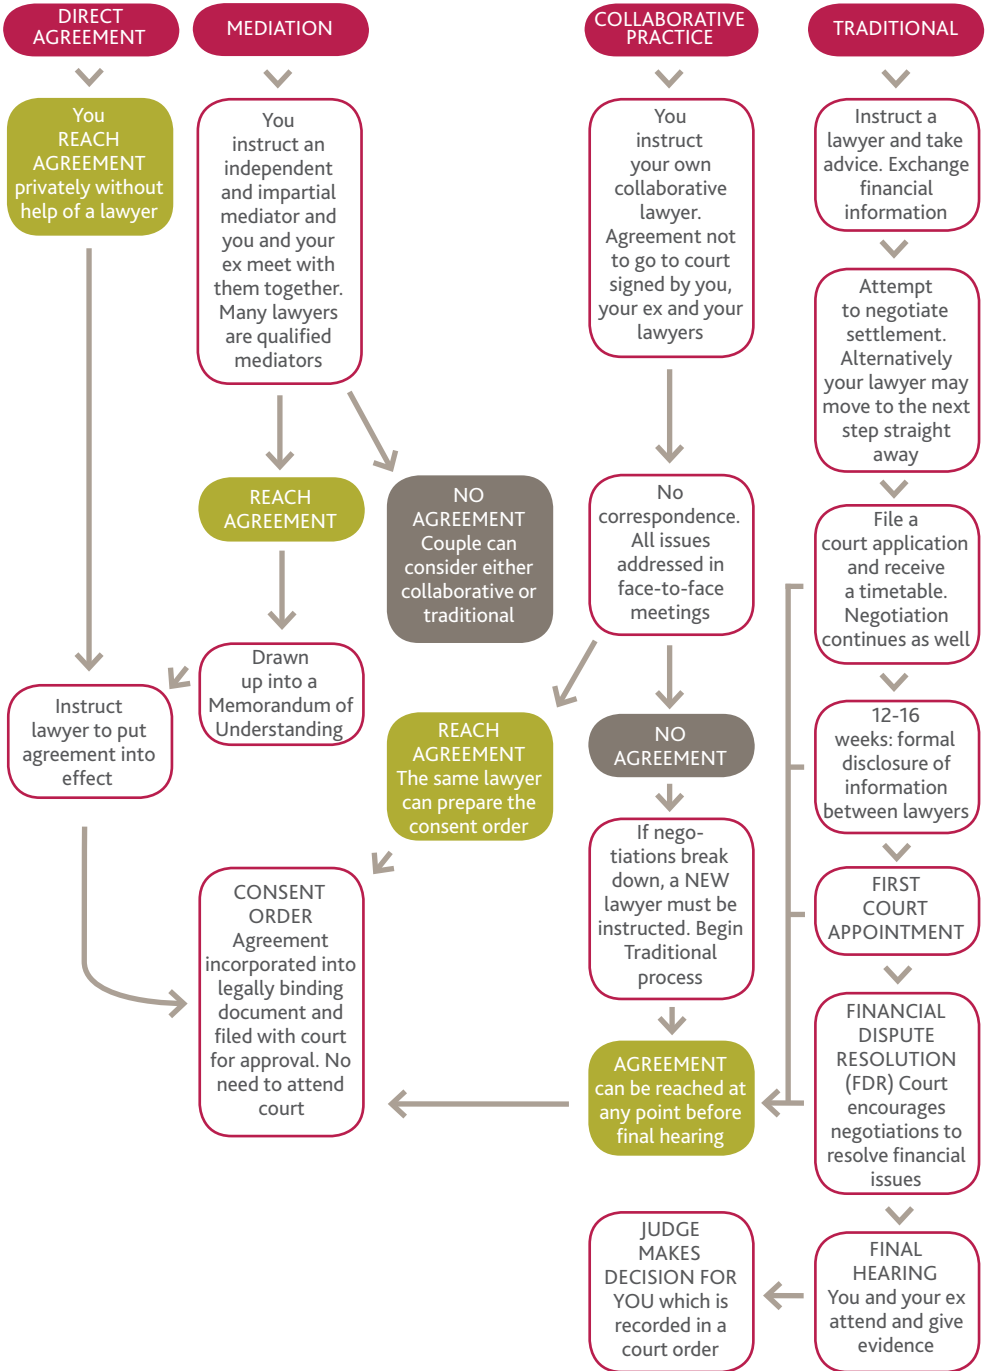 DIRECT
AGREEMENT
You
REACH
AGREEMENT
privately without
help of a lawyer
Instruct
lawyer to put
agreement into
effect
MEDIATION
You
instruct an
independent
and impartial
mediator and
you and your
ex meet with
them together.
Many lawyers
are qualified
mediators
REACH
AGREEMENT
NO
AGREEMENT
Couple can
consider either
collaborative or
traditional
Drawn
up into a
Memorandum of
Understanding
CONSENT
ORDER
Agreement
incorporated into
legally binding
document and
filed with court
for approval. No
need to attend
court
COLLABORATIVE
PRACTICE
You
instruct
your own
collaborative
lawyer.
Agreement not
to go to court
signed by you,
your ex and your
lawyers
No
correspondence.
All issues
addressed in
face-to-face
meetings
REACH
AGREEMENT
The same lawyer
can prepare the
consent order
NO
AGREEMENT
If nego-
tiations break
down, a NEW
lawyer must be
instructed. Begin
Traditional
process
AGREEMENT
can be reached at
any point before
final hearing
TRADITIONAL
Instruct a
lawyer and take
advice. Exchange
financial
information
Attempt
to negotiate
settlement.
Alternatively
your lawyer may
move to the next
step straight
away
File a
court application
and receive
a timetable.
Negotiation
continues as well
12-16
weeks: formal
disclosure of
information
between lawyers
FIRST
COURT
APPOINTMENT
FINANCIAL
DISPUTE
RESOLUTION
(FDR) Court
encourages
negotiations to
resolve financial
issues
FINAL
HEARING
You and your ex
attend and give
evidence
JUDGE
MAKES
DECISION FOR
YOU which is
recorded in a
court order